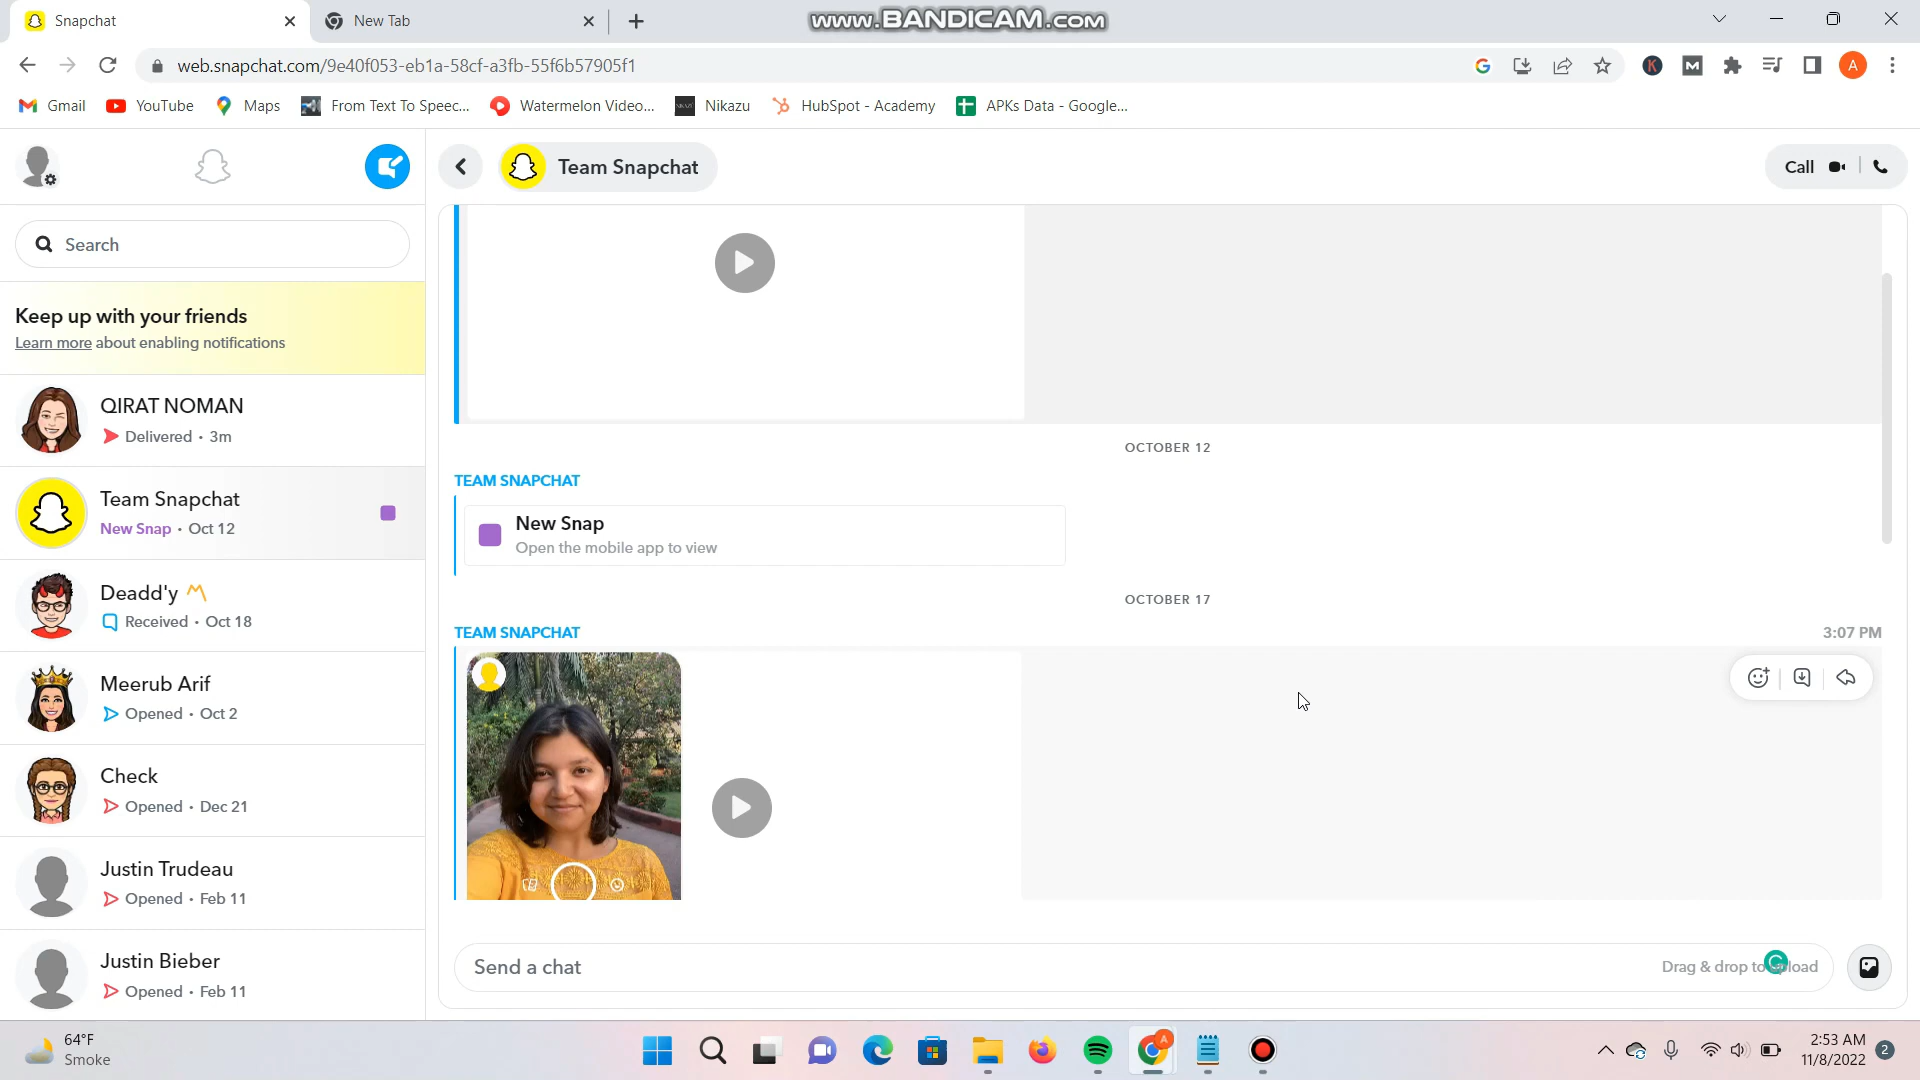 Snapchat
New Tab
www.BANDICAM.com
web.snapchat.com/9e40f053-eb1a-58cf-a3fb-55f6b57905f1
Gmail
YouTube
Maps
From Text To Speec...
Watermelon Video...
Nikazu
HubSpot - Academy
APKs Data - Google...
Search
Keep up with your friends
Learn more about enabling notifications
QIRAT NOMAN
Delivered · 3m
Team Snapchat
New Snap · Oct 12
Deadd'y
Received · Oct 18
Meerub Arif
Opened · Oct 2
Check
Opened · Dec 21
Justin Trudeau
Opened · Feb 11
Justin Bieber
Opened · Feb 11
Team Snapchat
Call
OCTOBER 12
TEAM SNAPCHAT
New Snap
Open the mobile app to view
OCTOBER 17
TEAM SNAPCHAT
3:07 PM
Send a chat
Drag & drop to upload
64°F
Smoke
2:53 AM
11/8/2022
2